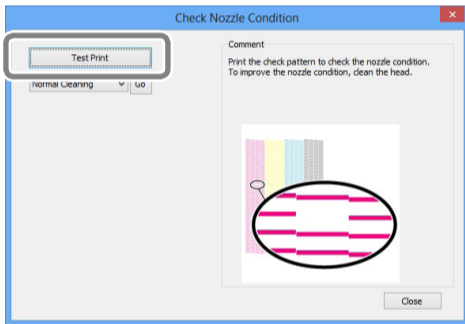 Check Nozzle Condition
Test Print
Normal Cleaning
Go
Comment
Print the check pattern to check the nozzle condition.
To improve the nozzle condition, clean the head.
Close